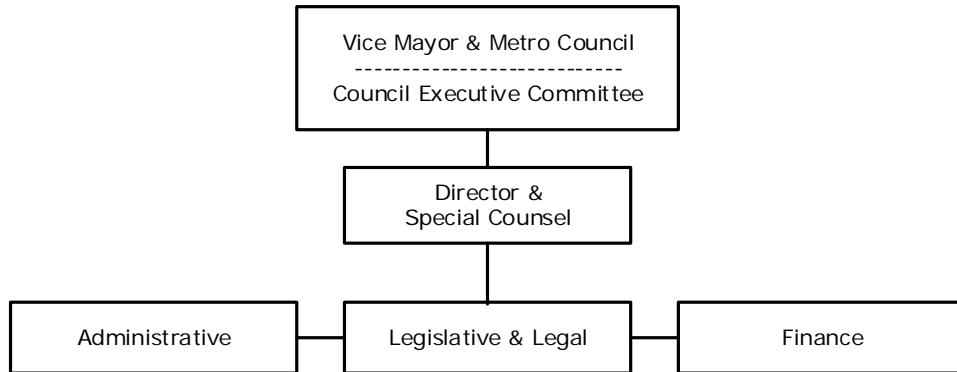 Vice Mayor & Metro Council
----------------------------
Council Executive Committee
Director &
Special Counsel
Administrative
Legislative & Legal
Finance